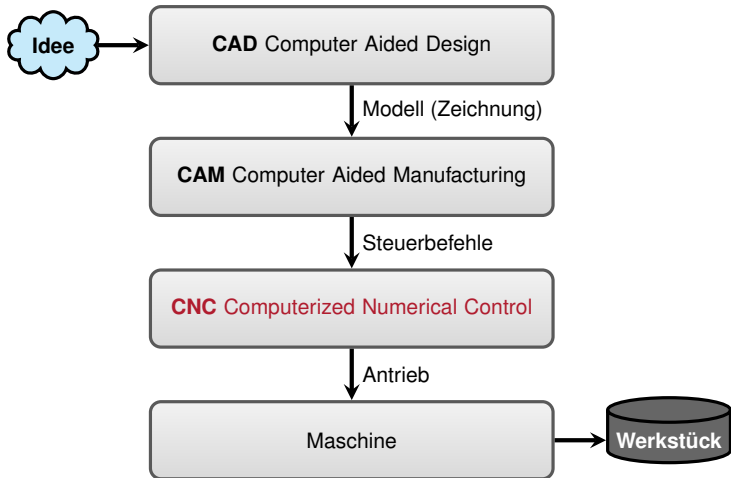 Idee
CAD Computer Aided Design
Modell (Zeichnung)
CAM Computer Aided Manufacturing
Steuerbefehle
CNC Computerized Numerical Control
Antrieb
Maschine
Werkstück